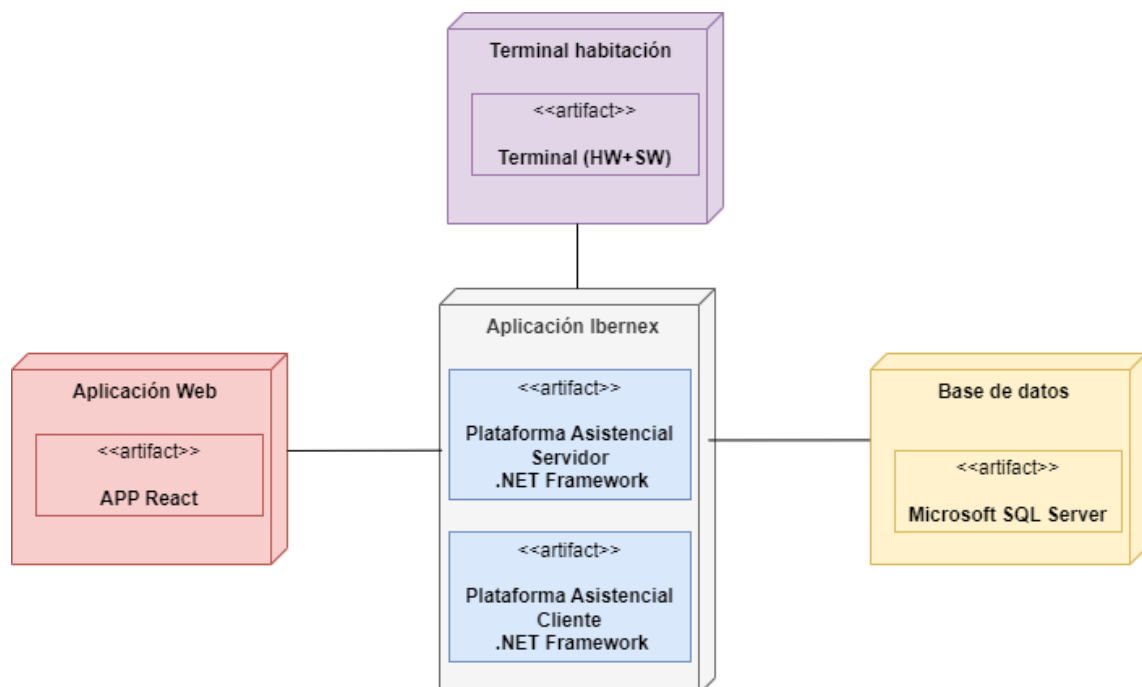 Terminal habitación
<<artifact>>
Terminal (HW+SW)
Aplicación Ibernex
<<artifact>>
Plataforma Asistencial
Servidor
.NET Framework
<<artifact>>
Plataforma Asistencial
Cliente
.NET Framework
Aplicación Web
<<artifact>>
APP React
Base de datos
<<artifact>>
Microsoft SQL Server